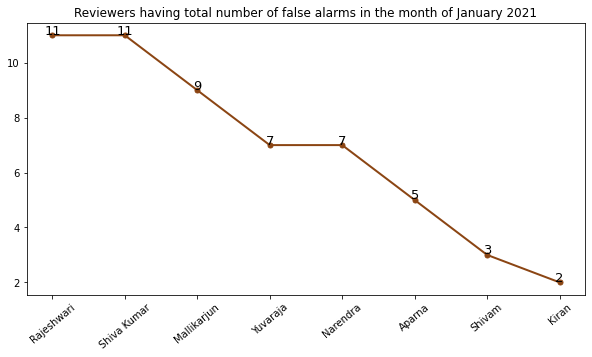 Reviewers having total number of false alarms in the month of January 2021
11 11 9 7 7 5 3 2
10
8
6
4
2
Rajeshwari Shiva Kumar Mallikarjun Yuvaraja Narendra Aparna Shivam Kiran